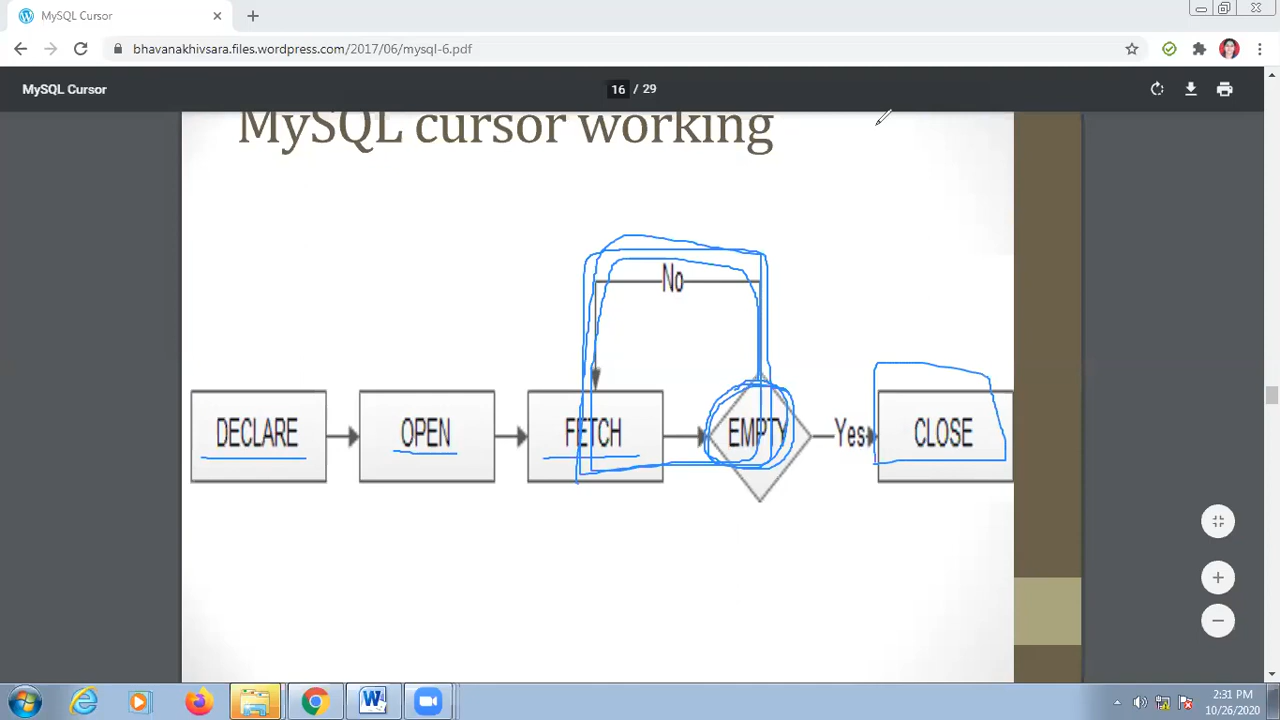 MySQL Cursor
bhavanakhivsara.files.wordpress.com/2017/06/mysql-6.pdf
MySQL Cursor
16 / 29
MySQL cursor working
No
DECLARE
OPEN
FETCH
EMPTY
Yes
CLOSE
2:31 PM
10/26/2020